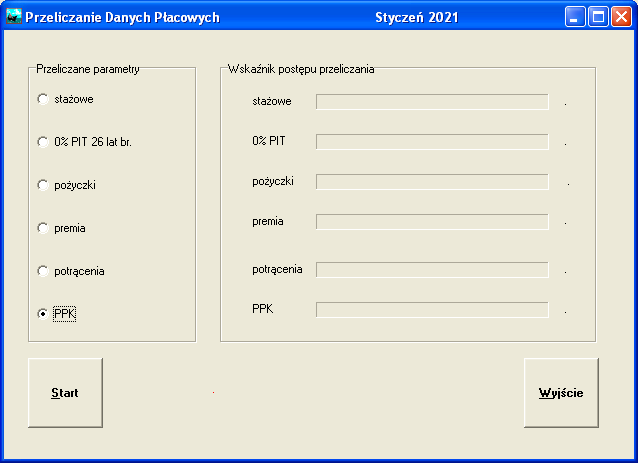 Przeliczanie Danych Płacowych Styczeń 2021
Przeliczane parametry
stażowe
0% PIT 26 lat br.
pożyczki
premia
potrącenia
PPK
Wskaźnik postępu przeliczania
stażowe .
0% PIT .
pożyczki .
premia .
potrącenia .
PPK .
Start . Wyjście